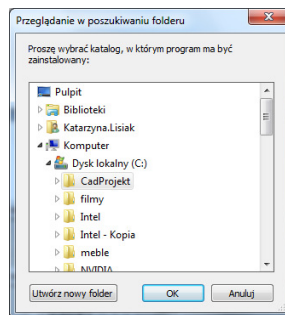 Przeglądanie w poszukiwaniu folderu
Proszę wybrać katalog, w którym program ma być
zainstalowany:
Pulpit
Biblioteki
Katarzyna.Lisiak
Komputer
Dysk lokalny (C:)
CadProjekt
filmy
Intel
Intel - Kopia
meble
NVIDIA
Utwórz nowy folder
OK
Anuluj